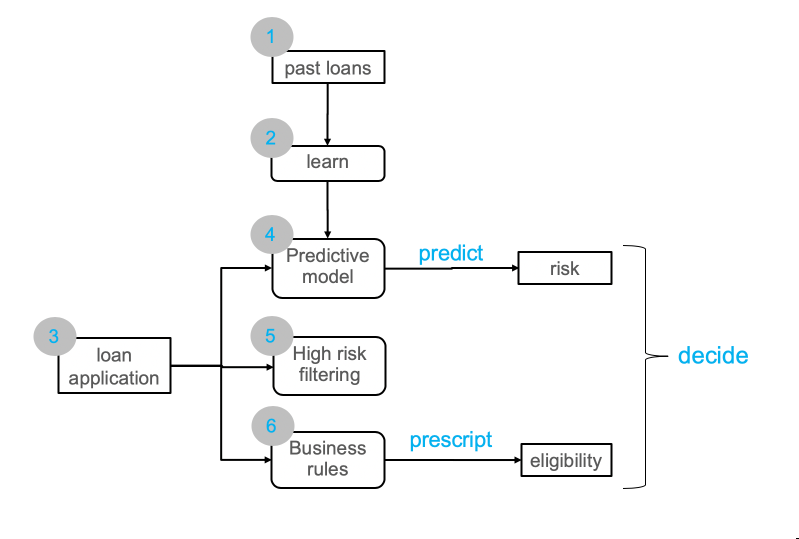 1
past loans
2
learn
4
Predictive
model
predict
risk
3
loan
application
5
High risk
filtering
decide
6
Business
rules
prescript
eligibility